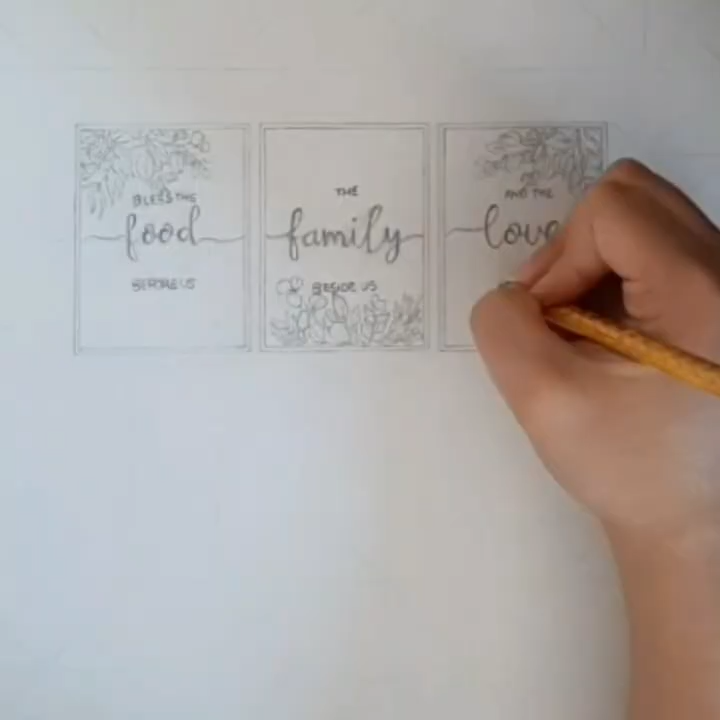 BLESS THE
food
BEFORE US
THE
family
BESIDE US
AND THE
love